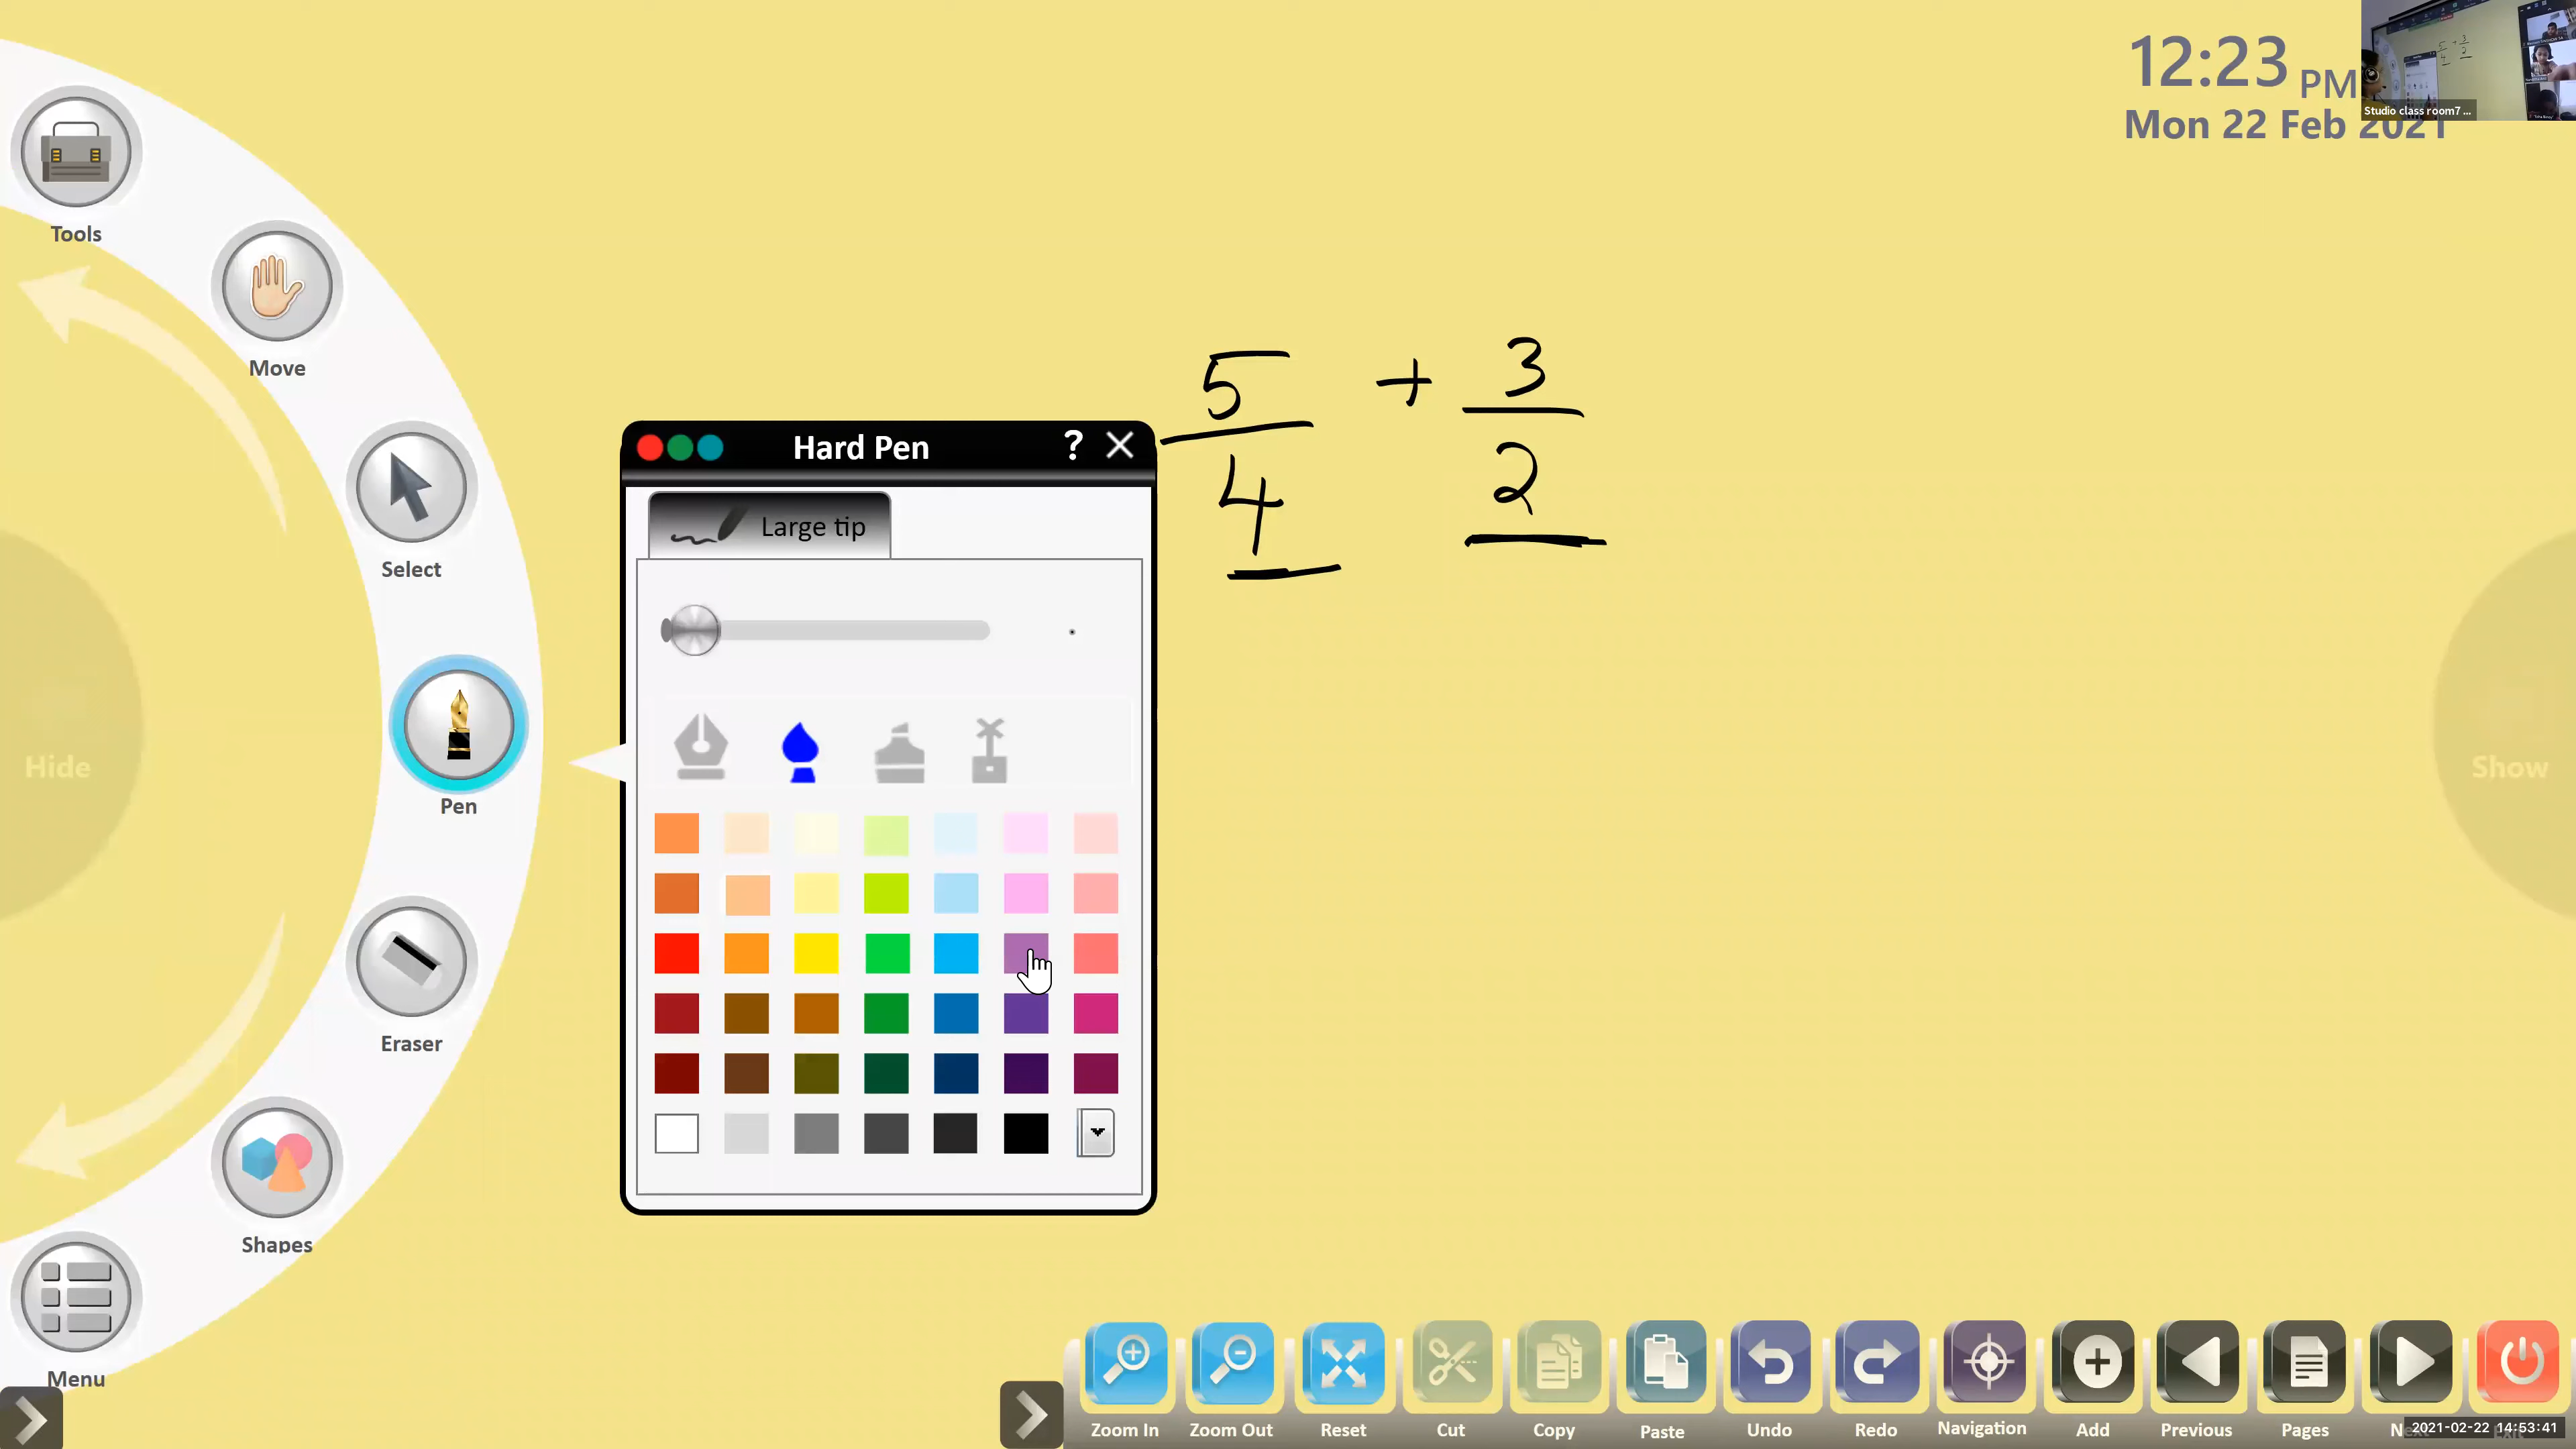 12:23 PM
Mon 22 Feb 2021
Studio class room7 ...
Tools
Move
Select
Hide
Pen
Eraser
Shapes
Menu
Hard Pen ? X
Large tip
5 + 3
4 2
Show
Zoom In Zoom Out Reset Cut Copy Paste Undo Redo Navigation Add Previous Pages
2021-02-22 14:53:41